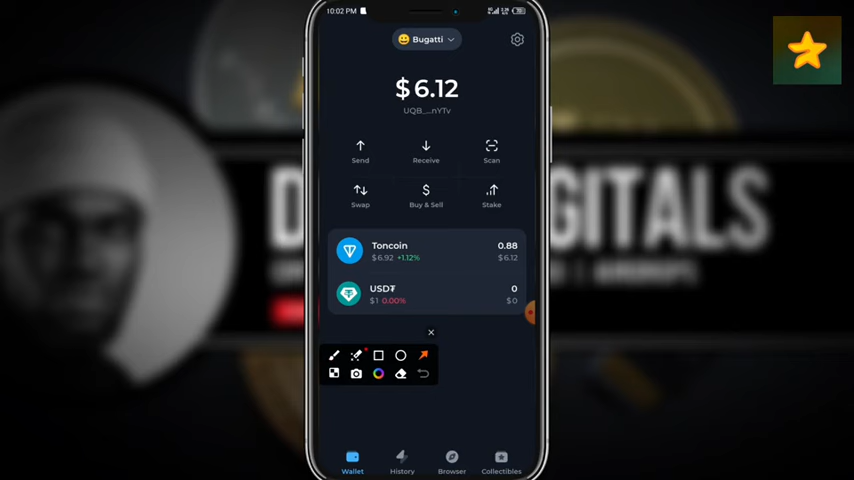 10:02 PM
Bugatti
$6.12
UQB_...nYTv
Send Receive Scan
Swap Buy & Sell Stake
Toncoin 0.88
$6.92 +1.12% $6.12
USD₮ 0
$1 0.00% $0
Wallet History Browser Collectibles